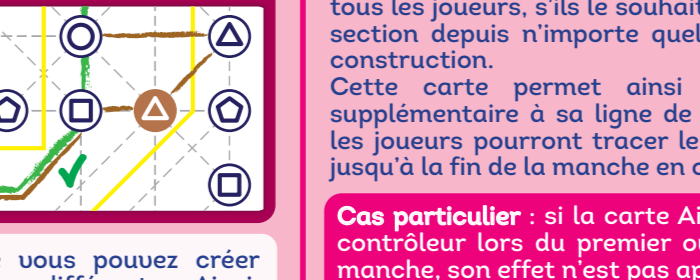 tous les joueurs, s'ils le souhait
section depuis n'importe quel
construction.
Cette carte permet ainsi
supplémentaire à sa ligne de
les joueurs pourront tracer le
jusqu'à la fin de la manche en c
Cas particulier : si la carte Ai
contrôleur lors du premier o
manche, son effet n'est pas au
vous pouvez créer